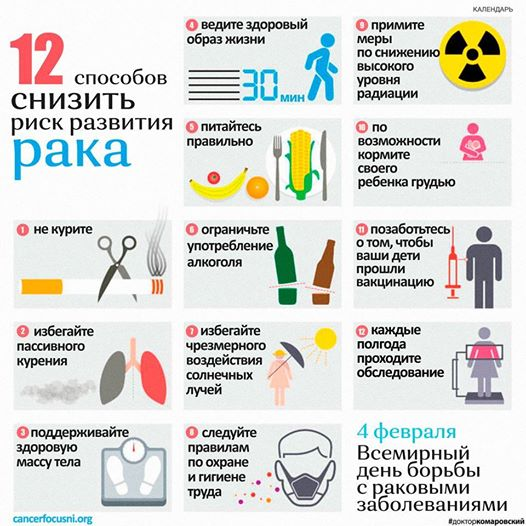 КАЛЕНДАРЬ
12 способов
снизить
риск развития
рака
1 не курите
2 избегайте
пассивного
курения
3 поддерживайте
здоровую
массу тела
4 ведите здоровый
образ жизни
30 мин
5 питайтесь
правильно
6 ограничьте
употребление
алкоголя
7 избегайте
чрезмерного
воздействия
солнечных
лучей
8 следуйте
правилам
по охране
и гигиене
труда
9 примите
меры
по снижению
высокого
уровня
радиации
10 по
возможности
кормите
своего
ребенка грудью
11 позаботьтесь
о том, чтобы
ваши дети
прошли
вакцинацию
12 каждые
полгода
проходите
обследование
4 февраля
Всемирный
день борьбы
с раковыми
заболеваниями
cancerfocusni.org
#докторкомаровский